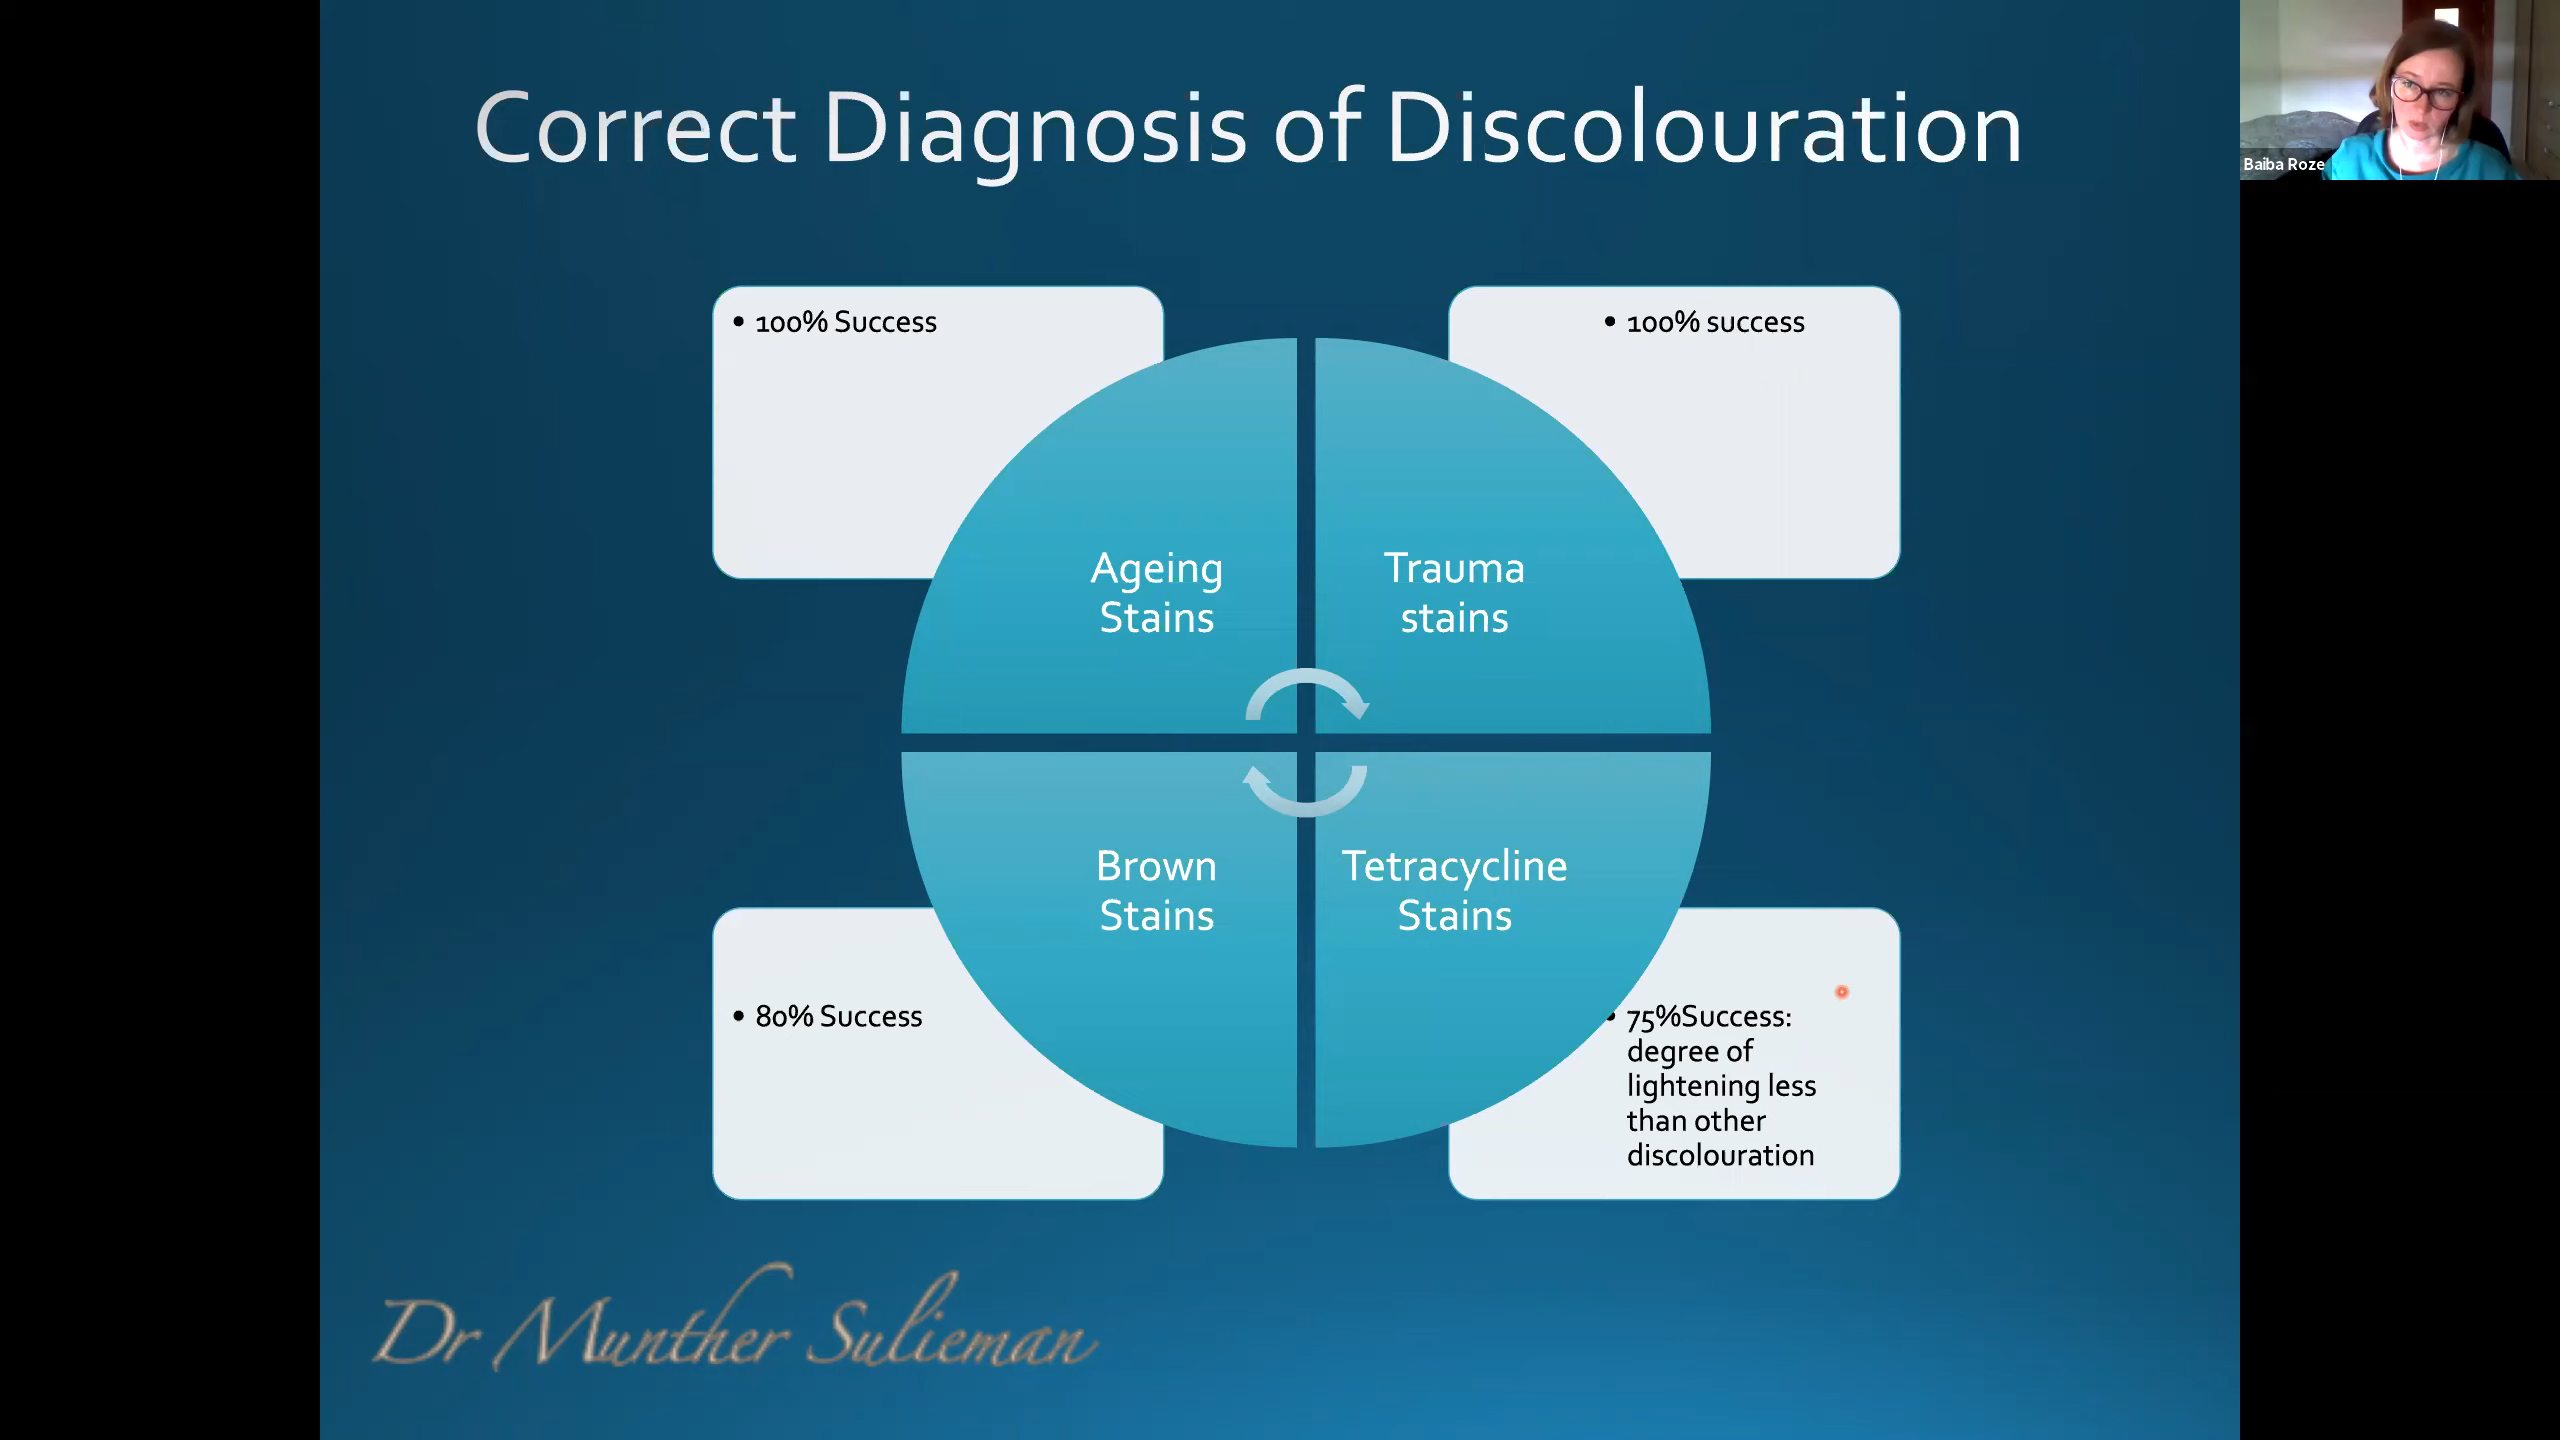 Correct Diagnosis of Discolouration
Baiba Roze
• 100% Success
• 100% success
Ageing
Stains
Trauma
stains
Brown
Stains
Tetracycline
Stains
• 80% Success
• 75%Success:
degree of
lightening less
than other
discolouration
Dr Munther Sulieman